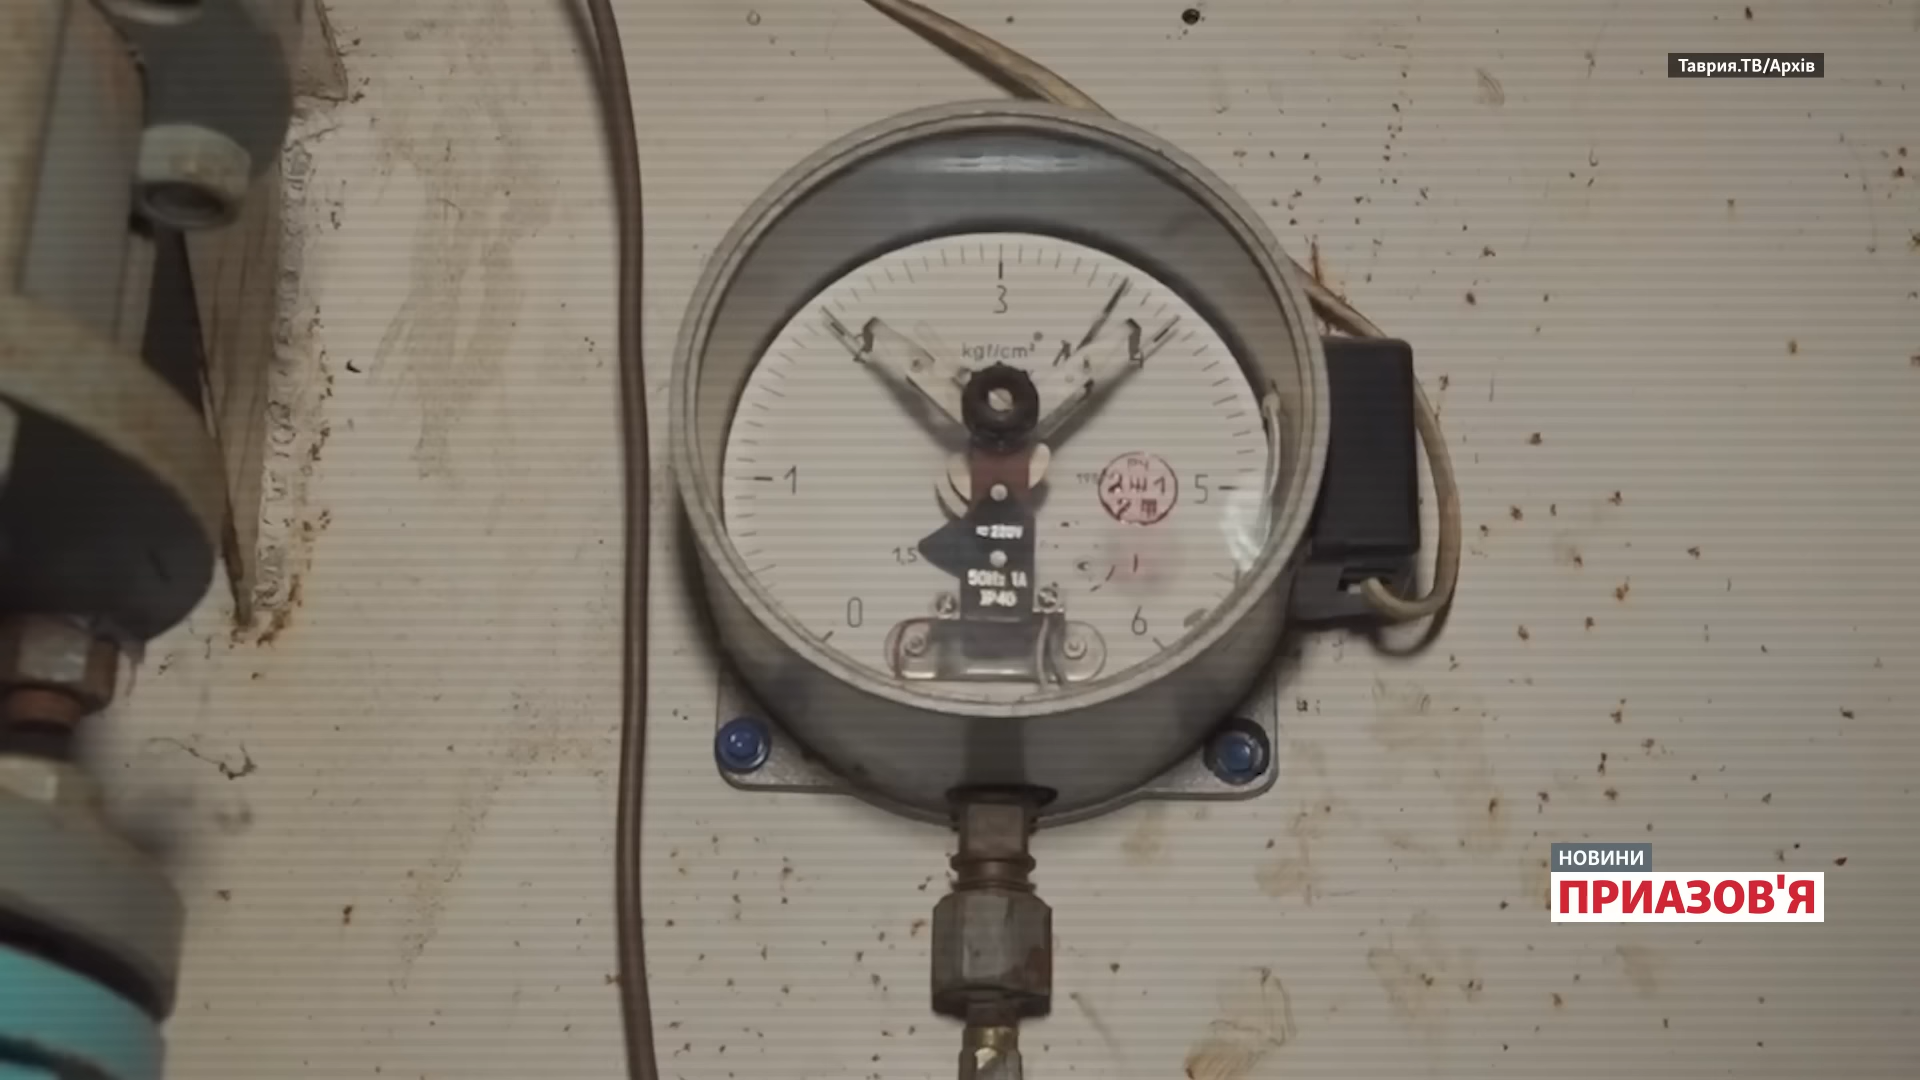 Таврия.ТВ/Архів
3
2
4
kgf/cm²
1
5
2Ш1
1,5
≂220V
50Hz 1A
IP40
0
6
НОВИНИ
ПРИАЗОВ'Я